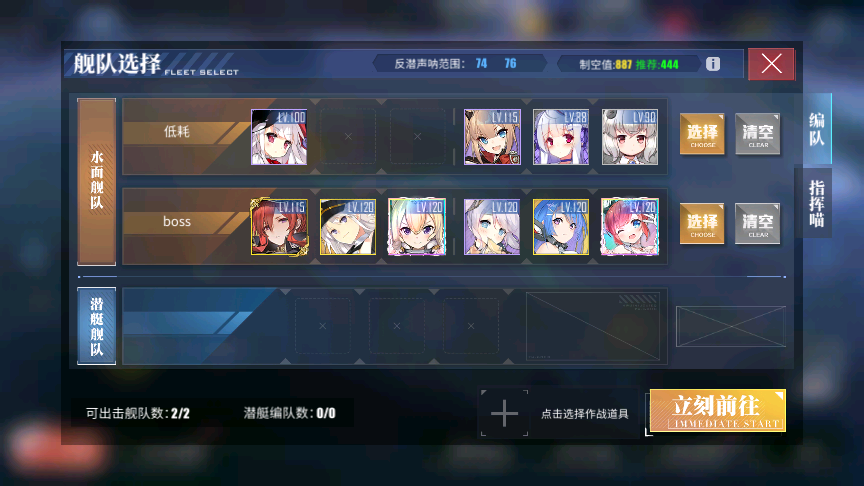 舰队选择 FLEET SELECT
反潜声呐范围: 74 76
制空值:887 推荐:444
水面舰队
低耗
LV.100
LV.115
LV.88
LV.90
选择
CHOOSE
清空
CLEAR
boss
LV.115
LV.120
LV.120
LV.120
LV.120
LV.120
选择
CHOOSE
清空
CLEAR
编队
指挥喵
潜艇舰队
可出击舰队数:2/2
潜艇编队数:0/0
点击选择作战道具
立刻前往
IMMEDIATE START